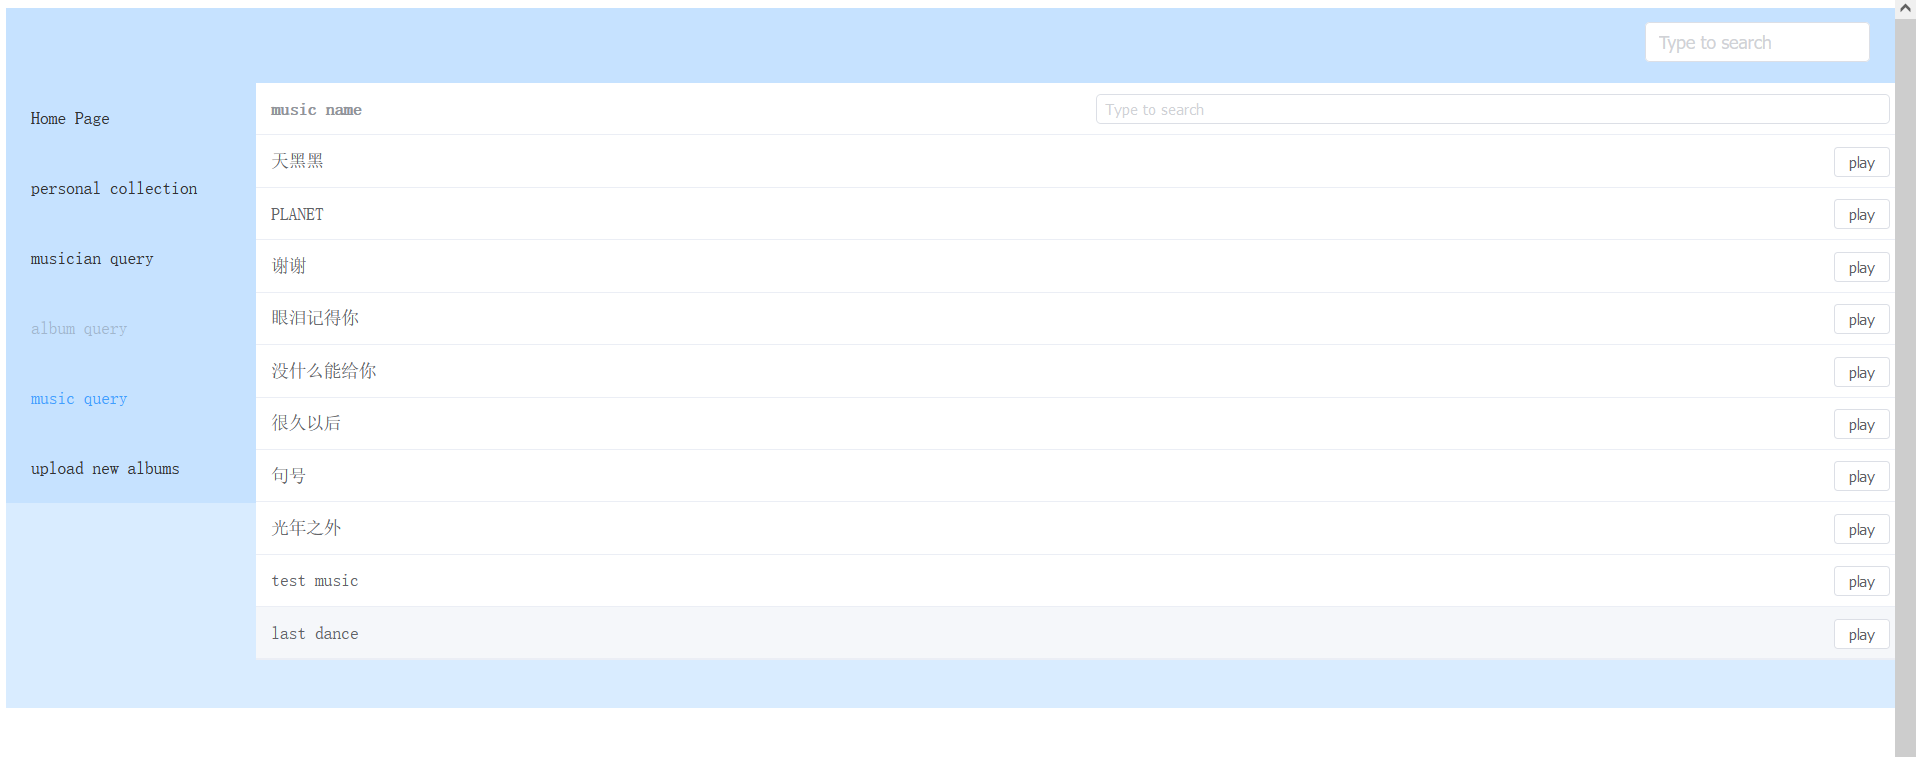 Type to search
Home Page
personal collection
musician query
album query
music query
upload new albums
music name
Type to search
天黑黑
play
PLANET
play
谢谢
play
眼泪记得你
play
没什么能给你
play
很久以后
play
句号
play
光年之外
play
test music
play
last dance
play